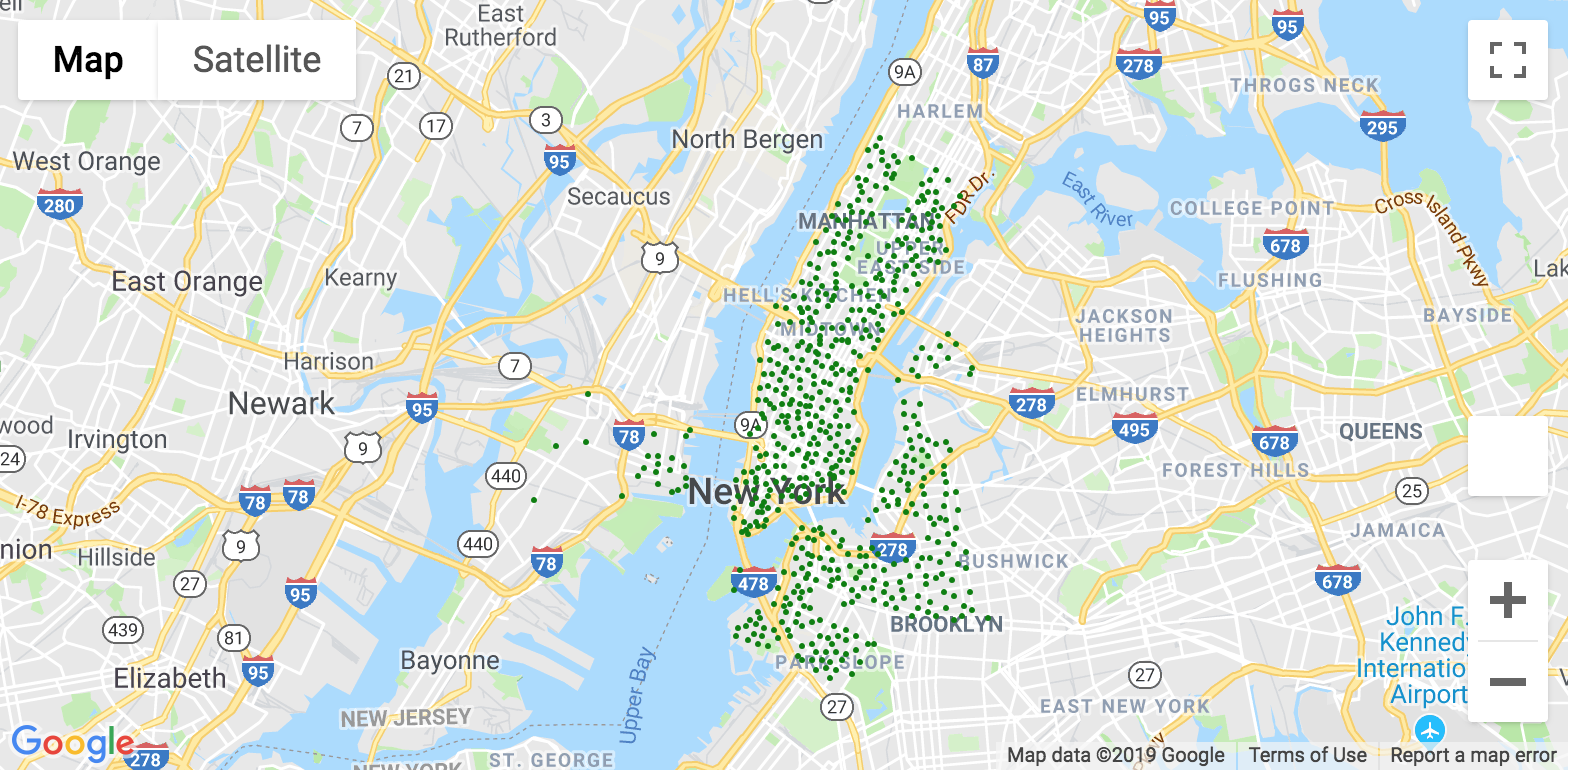 ell
East
Rutherford
95
95
Map
Satellite
9A
87
278
21
THROGS NECK
HARLEM
7
17
3
295
North Bergen
West Orange
95
280
Secaucus
FDR Dr.
East River
COLLEGE POINT
Cross Island Pkwy
MANHATTAN
678
UPPER
EAST SIDE
9
Lak
East Orange
Kearny
FLUSHING
HELL'S KITCHEN
JACKSON
HEIGHTS
BAYSIDE
MIDTOWN
Harrison
7
ELMHURST
Newark
95
278
wood
Irvington
9
78
9A
495
678
QUEENS
24
440
FOREST HILLS
I-78 Express
78
78
New York
25
JAMAICA
nion
Hillside
9
440
78
278
BUSHWICK
27
95
478
678
439
81
BROOKLYN
John F.
Kennedy
Internatio
Airport
Elizabeth
95
Bayonne
PARK SLOPE
27
Upper Bay
NEW JERSEY
27
EAST NEW YORK
Google
278
NEW YORK
ST. GEORGE
Map data ©2019 Google
Terms of Use
Report a map error